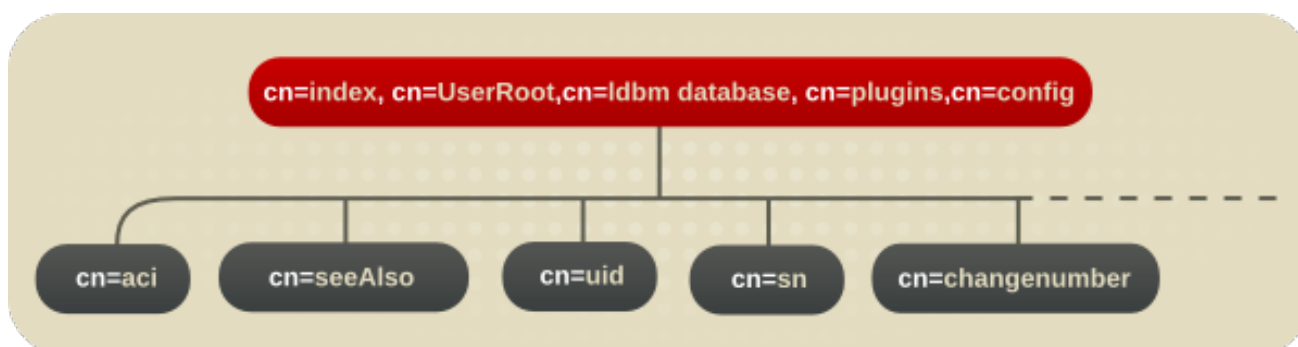 cn=index, cn=UserRoot,cn=ldbm database, cn=plugins,cn=config
cn=aci
cn=seeAlso
cn=uid
cn=sn
cn=changenumber